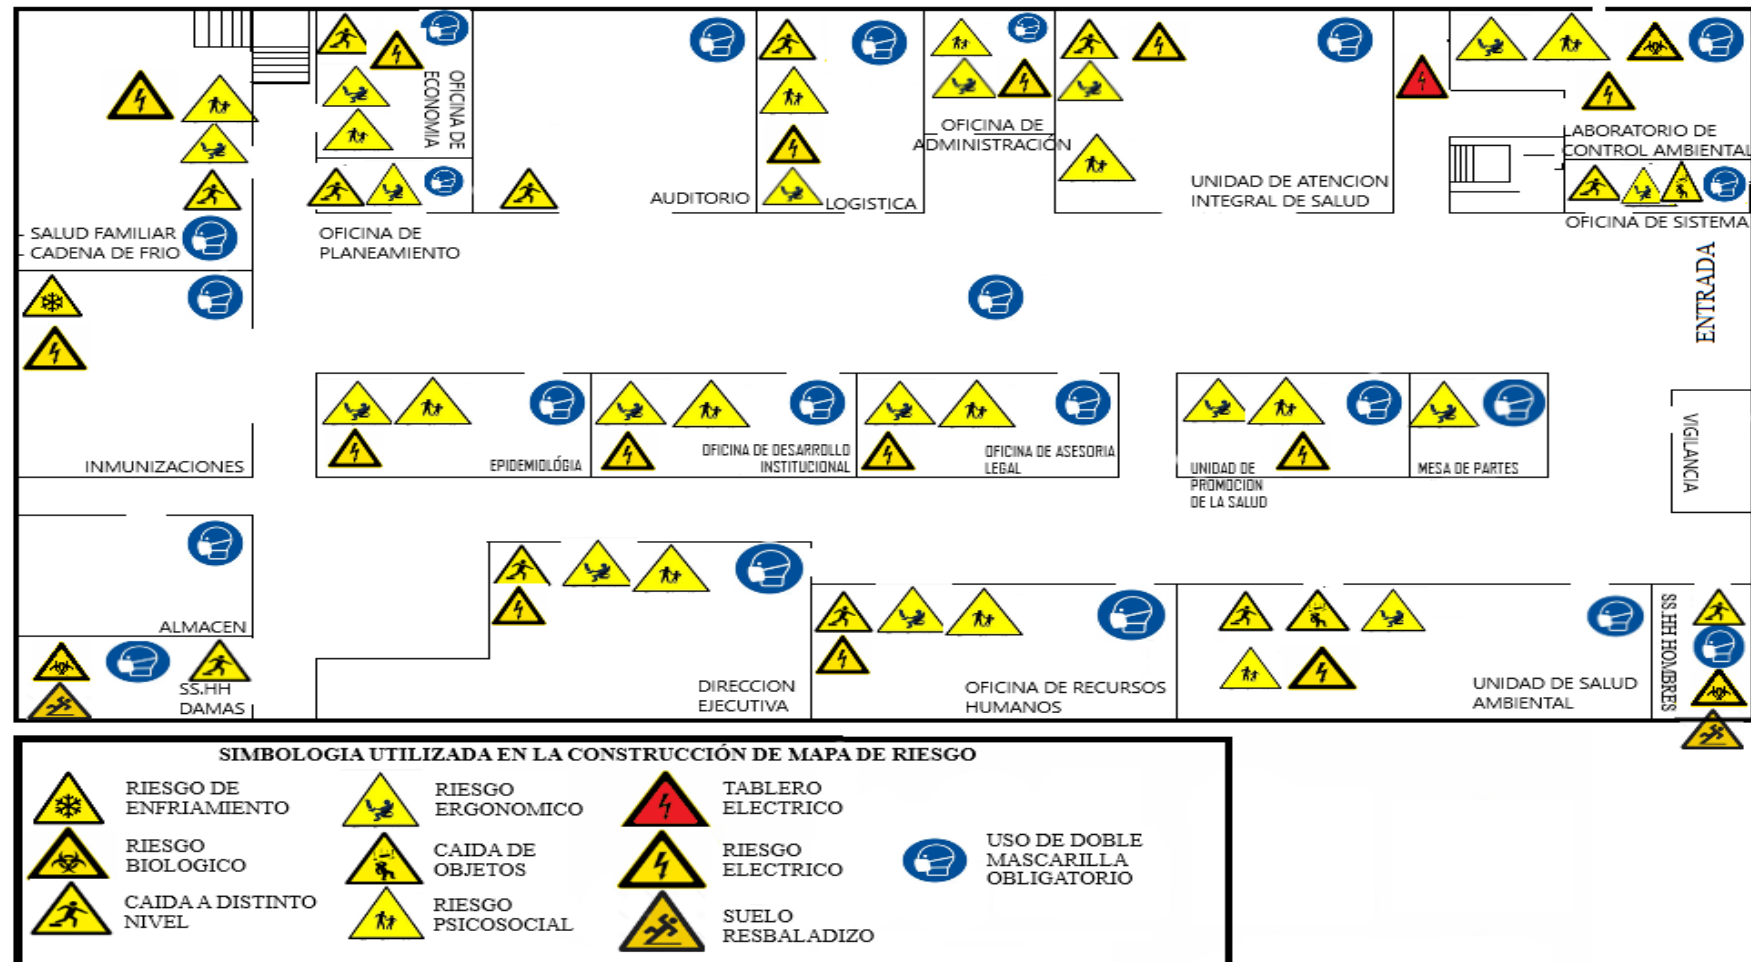 OFICINA DE
ECONOMIA
AUDITORIO
LOGISTICA
OFICINA DE
ADMINISTRACIÓN
UNIDAD DE ATENCION
INTEGRAL DE SALUD
LABORATORIO DE
CONTROL AMBIENTAL
OFICINA DE SISTEMA
- SALUD FAMILIAR
- CADENA DE FRIO
OFICINA DE
PLANEAMIENTO
ENTRADA
INMUNIZACIONES
EPIDEMIOLÓGIA
OFICINA DE DESARROLLO
INSTITUCIONAL
OFICINA DE ASESORIA
LEGAL
UNIDAD DE
PROMOCION
DE LA SALUD
MESA DE PARTES
VIGILANCIA
ALMACEN
SS.HH
DAMAS
DIRECCION
EJECUTIVA
OFICINA DE RECURSOS
HUMANOS
UNIDAD DE SALUD
AMBIENTAL
SS.HH HOMBRES
SIMBOLOGIA UTILIZADA EN LA CONSTRUCCIÓN DE MAPA DE RIESGO
RIESGO DE
ENFRIAMIENTO
RIESGO
BIOLOGICO
CAIDA A DISTINTO
NIVEL
RIESGO
ERGONOMICO
CAIDA DE
OBJETOS
RIESGO
PSICOSOCIAL
TABLERO
ELECTRICO
RIESGO
ELECTRICO
SUELO
RESBALADIZO
USO DE DOBLE
MASCARILLA
OBLIGATORIO